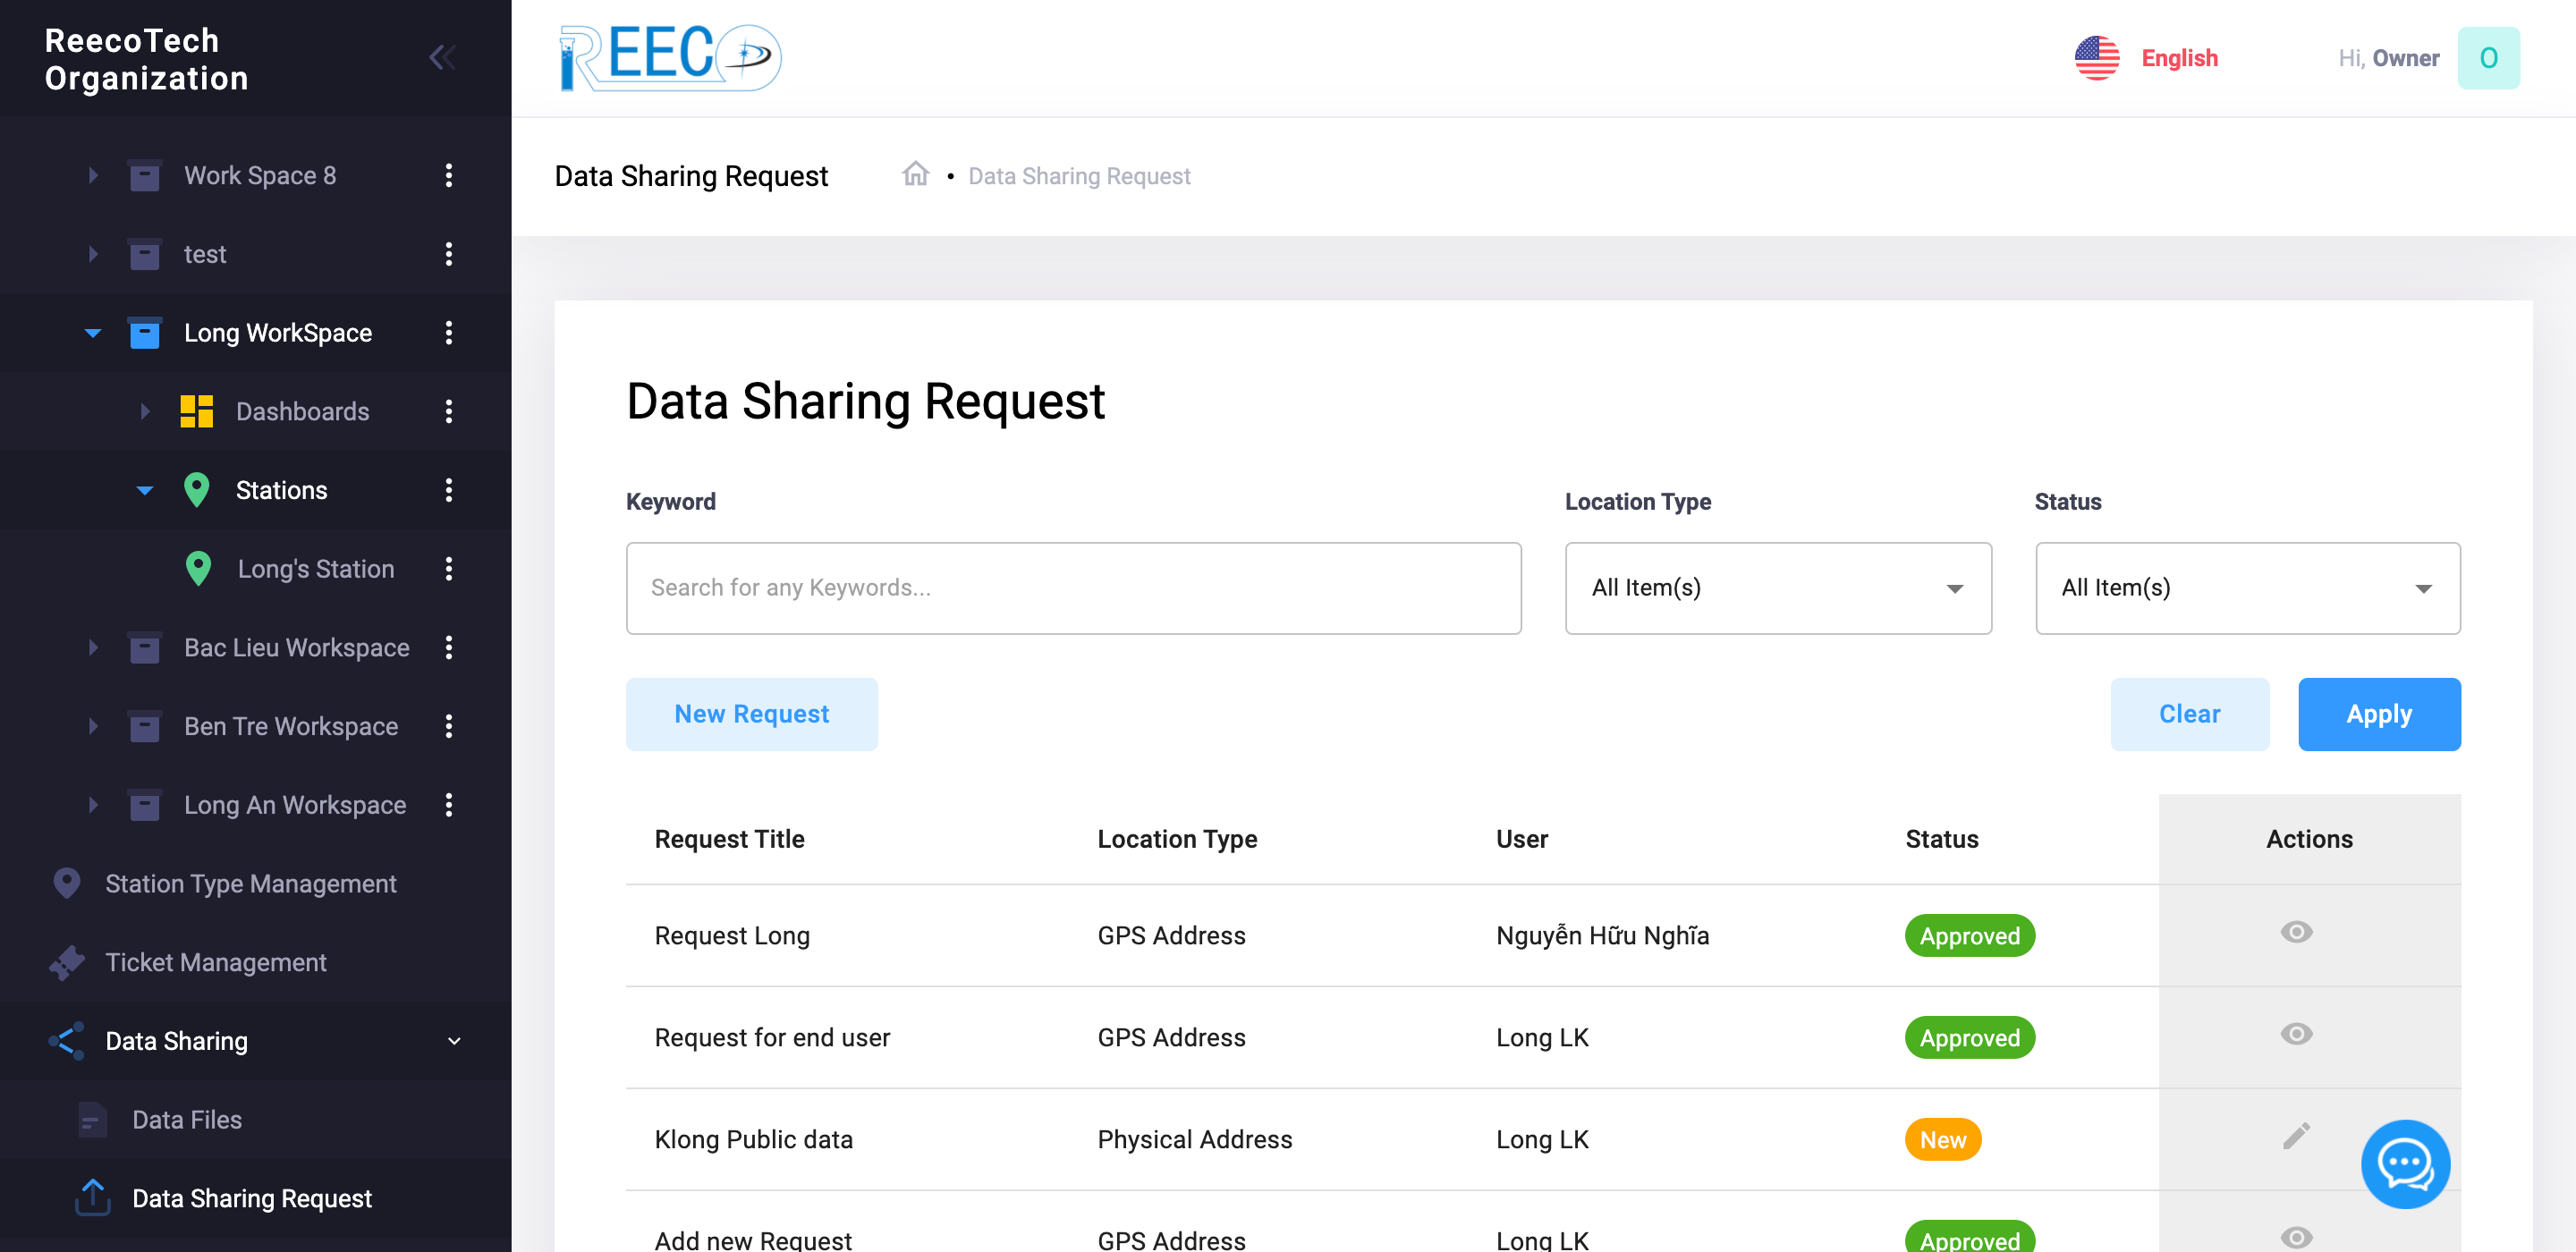 ReecoTech
Organization
Work Space 8
test
Long WorkSpace
Dashboards
Stations
Long's Station
Bac Lieu Workspace
Ben Tre Workspace
Long An Workspace
Station Type Management
Ticket Management
Data Sharing
Data Files
Data Sharing Request
REECO
English
Hi, Owner
O
Data Sharing Request
• Data Sharing Request
Data Sharing Request
Keyword
Location Type
Status
Search for any Keywords...
All Item(s)
All Item(s)
New Request
Clear
Apply
Request Title Location Type User Status Actions
Request Long GPS Address Nguyễn Hữu Nghĩa Approved
Request for end user GPS Address Long LK Approved
Klong Public data Physical Address Long LK New
Add new Request GPS Address Long LK Approved